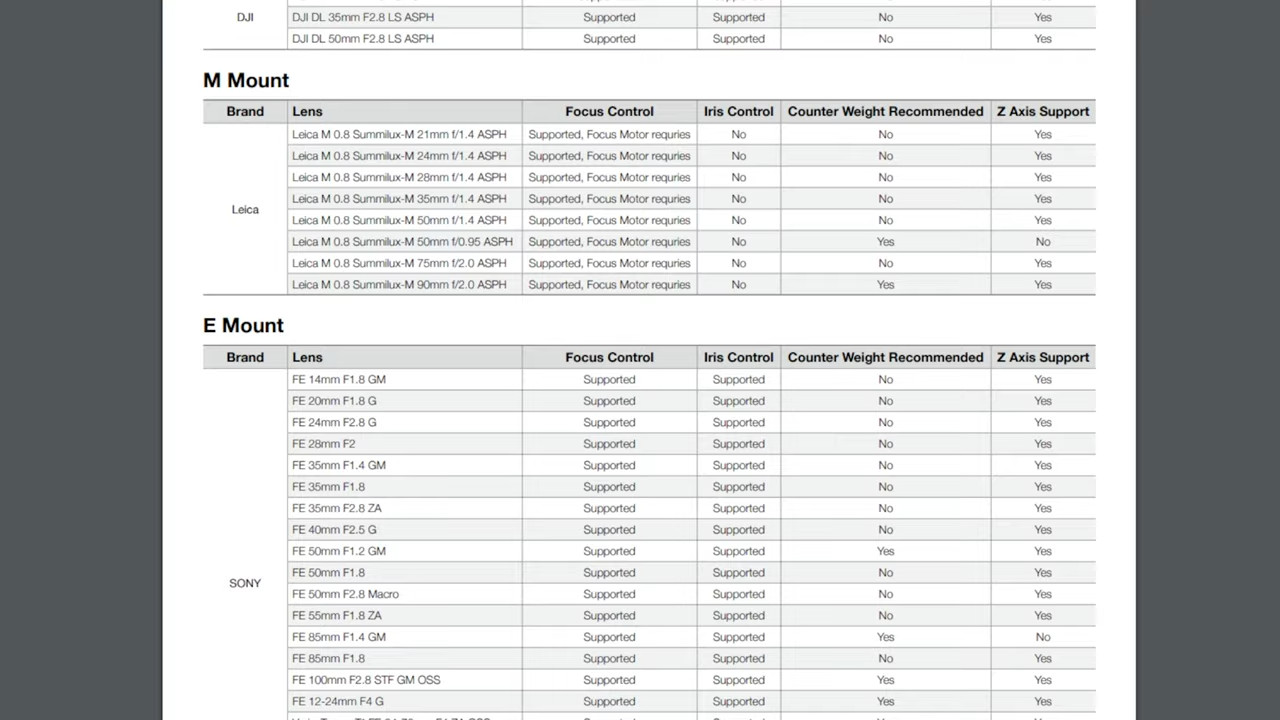 DJI
DJI DL 35mm F2.8 LS ASPH Supported Supported No Yes
DJI DL 50mm F2.8 LS ASPH Supported Supported No Yes
M Mount
Brand Lens Focus Control Iris Control Counter Weight Recommended Z Axis Support
Leica
Leica M 0.8 Summilux-M 21mm f/1.4 ASPH Supported, Focus Motor requries No No Yes
Leica M 0.8 Summilux-M 24mm f/1.4 ASPH Supported, Focus Motor requries No No Yes
Leica M 0.8 Summilux-M 28mm f/1.4 ASPH Supported, Focus Motor requries No No Yes
Leica M 0.8 Summilux-M 35mm f/1.4 ASPH Supported, Focus Motor requries No No Yes
Leica M 0.8 Summilux-M 50mm f/1.4 ASPH Supported, Focus Motor requries No No Yes
Leica M 0.8 Summilux-M 50mm f/0.95 ASPH Supported, Focus Motor requries No Yes No
Leica M 0.8 Summilux-M 75mm f/2.0 ASPH Supported, Focus Motor requries No No Yes
Leica M 0.8 Summilux-M 90mm f/2.0 ASPH Supported, Focus Motor requries No Yes Yes
E Mount
Brand Lens Focus Control Iris Control Counter Weight Recommended Z Axis Support
SONY
FE 14mm F1.8 GM Supported Supported No Yes
FE 20mm F1.8 G Supported Supported No Yes
FE 24mm F2.8 G Supported Supported No Yes
FE 28mm F2 Supported Supported No Yes
FE 35mm F1.4 GM Supported Supported No Yes
FE 35mm F1.8 Supported Supported No Yes
FE 35mm F2.8 ZA Supported Supported No Yes
FE 40mm F2.5 G Supported Supported No Yes
FE 50mm F1.2 GM Supported Supported Yes Yes
FE 50mm F1.8 Supported Supported No Yes
FE 50mm F2.8 Macro Supported Supported No Yes
FE 55mm F1.8 ZA Supported Supported No Yes
FE 85mm F1.4 GM Supported Supported Yes No
FE 85mm F1.8 Supported Supported No Yes
FE 100mm F2.8 STF GM OSS Supported Supported Yes Yes
FE 12-24mm F4 G Supported Supported Yes Yes